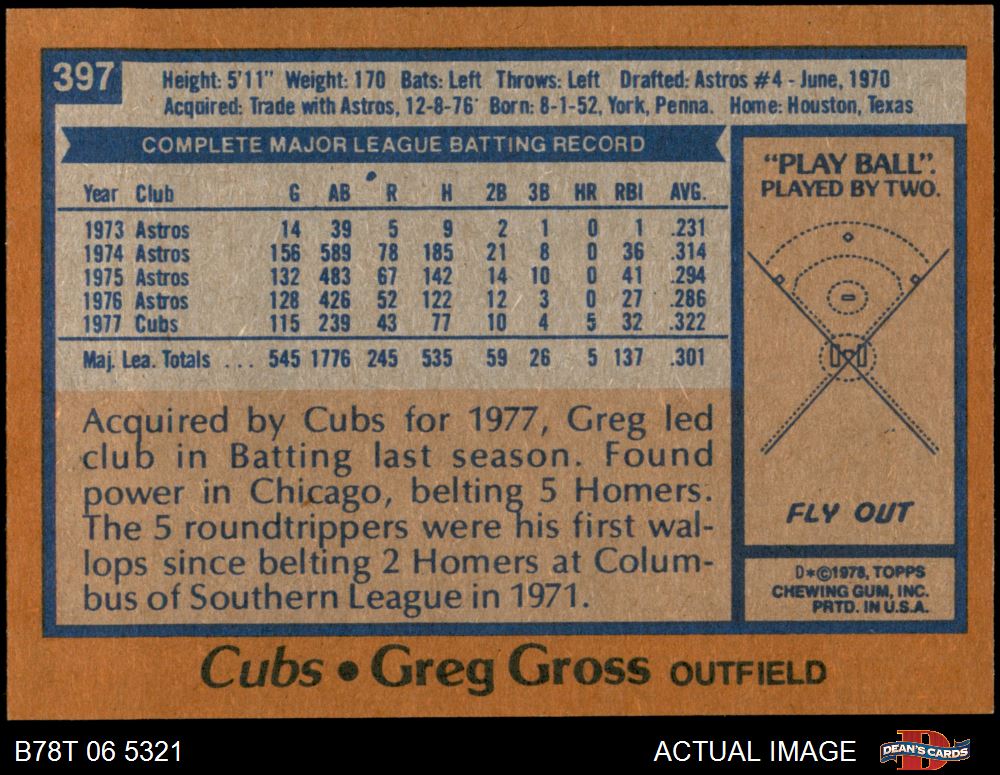 397
Height: 5'11" Weight: 170 Bats: Left Throws: Left Drafted: Astros #4 - June, 1970
Acquired: Trade with Astros, 12-8-76 Born: 8-1-52, York, Penna. Home: Houston, Texas
COMPLETE MAJOR LEAGUE BATTING RECORD
Year Club G AB R H 2B 3B HR RBI AVG.
1973 Astros 14 39 5 9 2 1 0 1 .231
1974 Astros 156 589 78 185 21 8 0 36 .314
1975 Astros 132 483 67 142 14 10 0 41 .294
1976 Astros 128 426 52 122 12 3 0 27 .286
1977 Cubs 115 239 43 77 10 4 5 32 .322
Maj. Lea. Totals . . . 545 1776 245 535 59 26 5 137 .301
Acquired by Cubs for 1977, Greg led
club in Batting last season. Found
power in Chicago, belting 5 Homers.
The 5 roundtrippers were his first wal-
lops since belting 2 Homers at Colum-
bus of Southern League in 1971.
"PLAY BALL".
PLAYED BY TWO.
FLY OUT
D*©1978, TOPPS
CHEWING GUM, INC.
PRTD. IN U.S.A.
Cubs • Greg Gross OUTFIELD
B78T 06 5321
ACTUAL IMAGE
DEAN'S CARDS